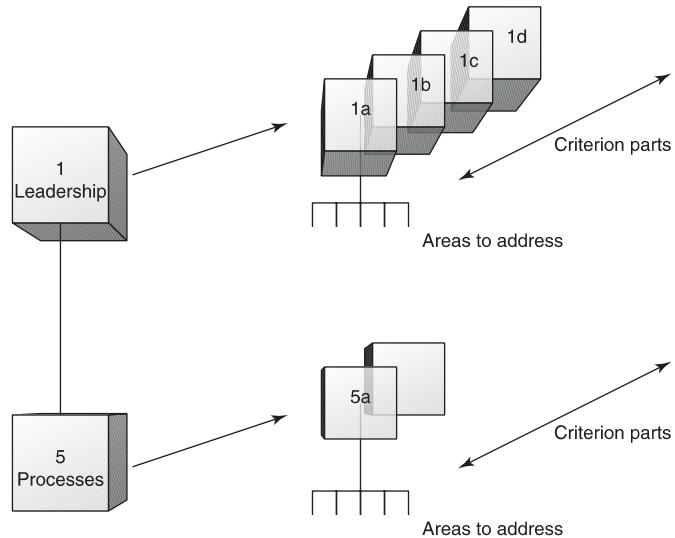 1d
1c
1b
1a
Criterion parts
1
Leadership
Areas to address
5a
Criterion parts
5
Processes
Areas to address